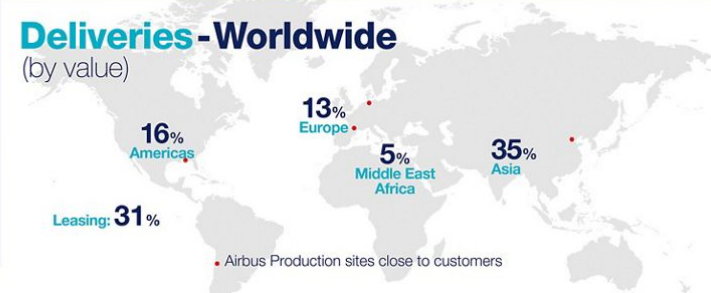 Deliveries - Worldwide
(by value)
13%
Europe
16%
Americas
35%
Asia
5%
Middle East
Africa
Leasing: 31%
Airbus Production sites close to customers